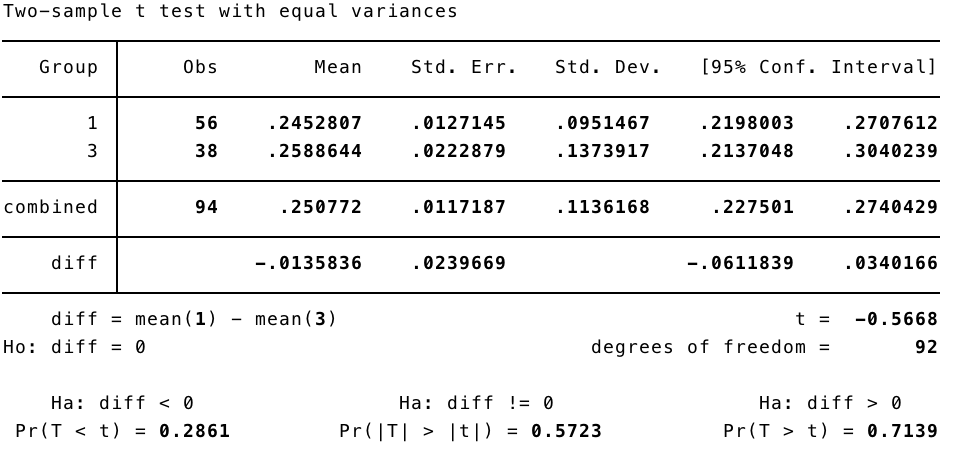 Two-sample t test with equal variances
Group Obs Mean Std. Err. Std. Dev. [95% Conf. Interval]
1 56 .2452807 .0127145 .0951467 .2198003 .2707612
3 38 .2588644 .0222879 .1373917 .2137048 .3040239
combined 94 .250772 .0117187 .1136168 .227501 .2740429
diff -.0135836 .0239669 -.0611839 .0340166
diff = mean(1) - mean(3) t = -0.5668
Ho: diff = 0 degrees of freedom = 92
Ha: diff < 0 Ha: diff != 0 Ha: diff > 0
Pr(T < t) = 0.2861 Pr(|T| > |t|) = 0.5723 Pr(T > t) = 0.7139